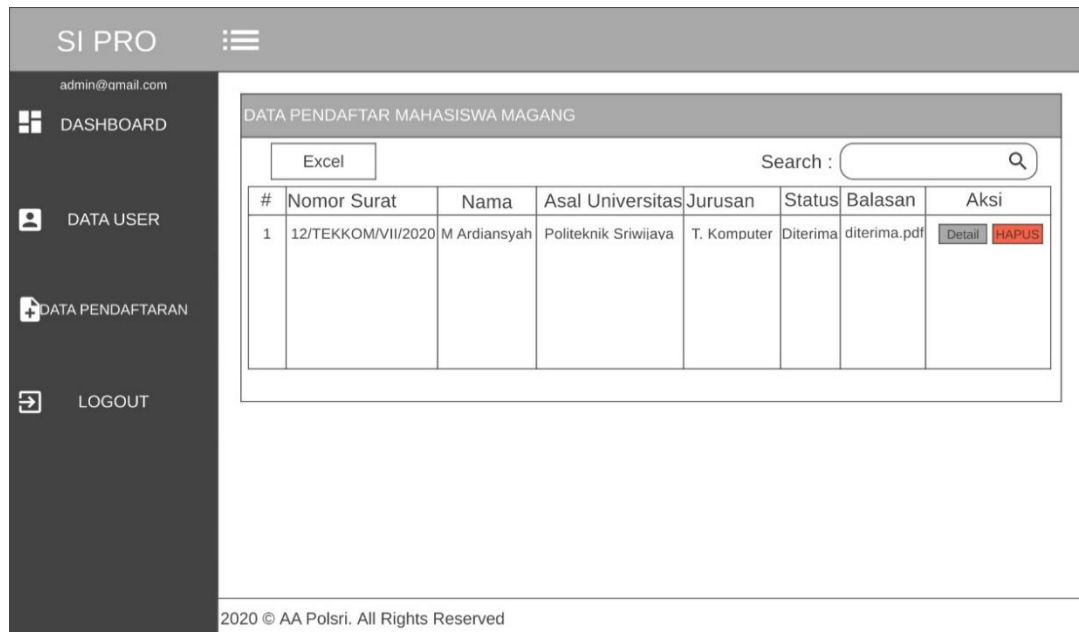 SI PRO
admin@gmail.com
DASHBOARD
DATA USER
DATA PENDAFTARAN
LOGOUT
DATA PENDAFTAR MAHASISWA MAGANG
Excel
Search :
# Nomor Surat Nama Asal Universitas Jurusan Status Balasan Aksi
1 12/TEKKOM/VII/2020 M Ardiansyah Politeknik Sriwijaya T. Komputer Diterima diterima.pdf Detail HAPUS
2020 © AA Polsri. All Rights Reserved